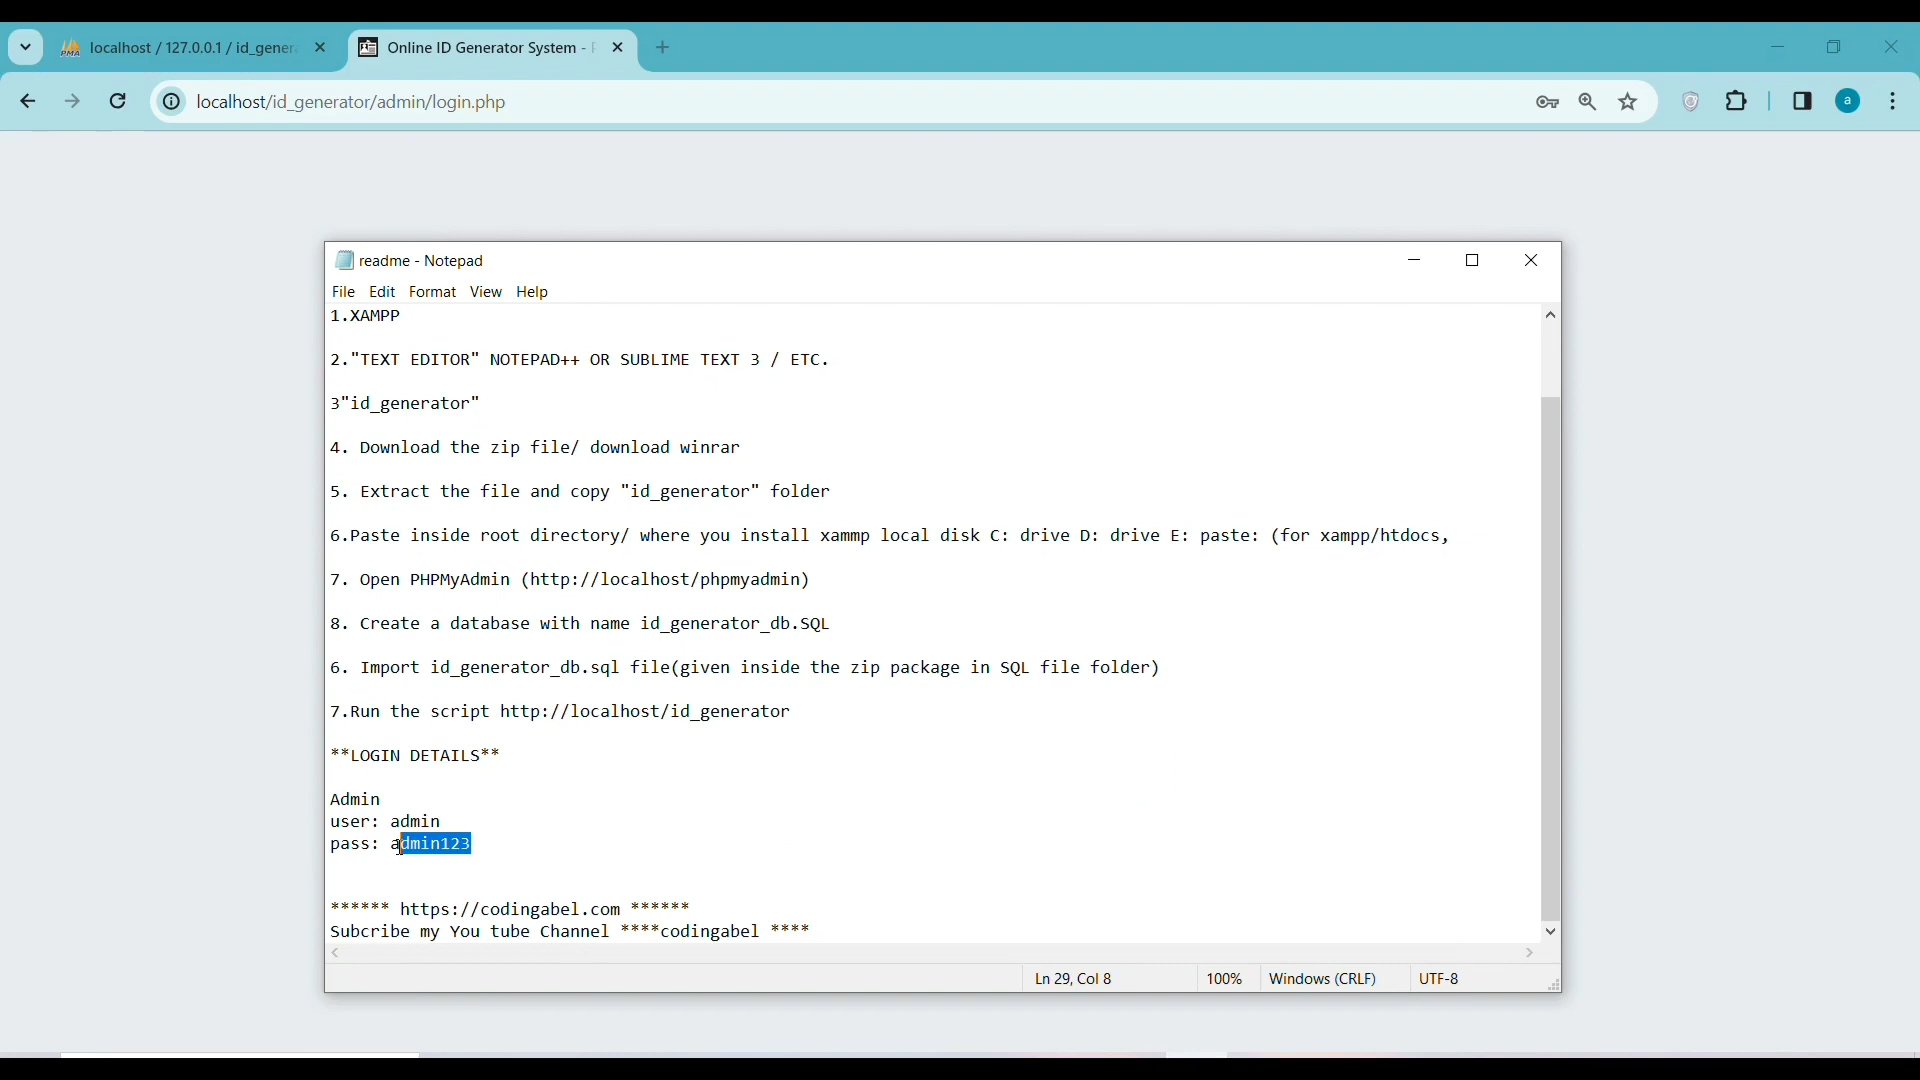 localhost / 127.0.0.1 / id_gener
Online ID Generator System -
localhost/id_generator/admin/login.php
a
readme - Notepad
File Edit Format View Help
1.XAMPP
2."TEXT EDITOR" NOTEPAD++ OR SUBLIME TEXT 3 / ETC.
3"id_generator"
4. Download the zip file/ download winrar
5. Extract the file and copy "id_generator" folder
6.Paste inside root directory/ where you install xammp local disk C: drive D: drive E: paste: (for xampp/htdocs,
7. Open PHPMyAdmin (http://localhost/phpmyadmin)
8. Create a database with name id_generator_db.SQL
6. Import id_generator_db.sql file(given inside the zip package in SQL file folder)
7.Run the script http://localhost/id_generator
**LOGIN DETAILS**
Admin
user: admin
pass: admin123
****** https://codingabel.com ******
Subcribe my You tube Channel ****codingabel ****
Ln 29, Col 8 100% Windows (CRLF) UTF-8